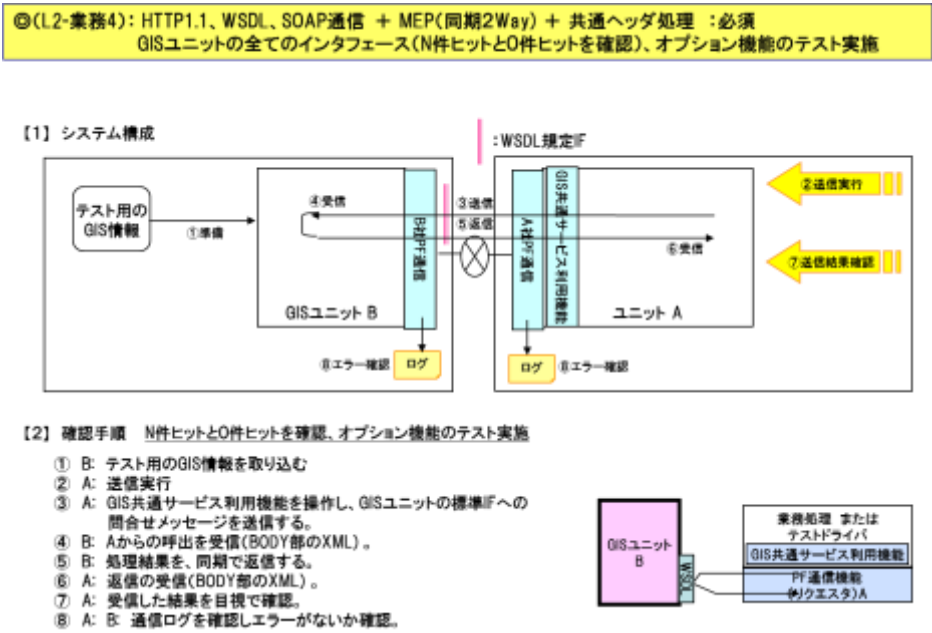 ◎(L2-業務4): HTTP1.1、WSDL、SOAP通信 + MEP(同期2Way) + 共通ヘッダ処理 :必須
GISユニットの全てのインタフェース(N件ヒットと0件ヒットを確認)、オプション機能のテスト実施
【1】 システム構成
:WSDL規定IF
テスト用の
GIS情報
①準備
④受信
③送信
⑤返信
⑥受信
B社PF通信
A社PF通信
GIS共通サービス利用機能
②送信実行
⑦送信結果確認
GISユニット B
ユニット A
⑧エラー確認
ログ
ログ
⑧エラー確認
【2】 確認手順 N件ヒットと0件ヒットを確認、オプション機能のテスト実施
① B: テスト用のGIS情報を取り込む
② A: 送信実行
③ A: GIS共通サービス利用機能を操作し、GISユニットの標準IFへの
問合せメッセージを送信する。
④ B: Aからの呼出を受信(BODY部のXML)。
⑤ B: 処理結果を、同期で返信する。
⑥ A: 返信の受信(BODY部のXML)。
⑦ A: 受信した結果を目視で確認。
⑧ A: B: 通信ログを確認しエラーがないか確認。
GISユニット
B
WSDL
業務処理 または
テストドライバ
GIS共通サービス利用機能
PF通信機能
(リクエスタ)A